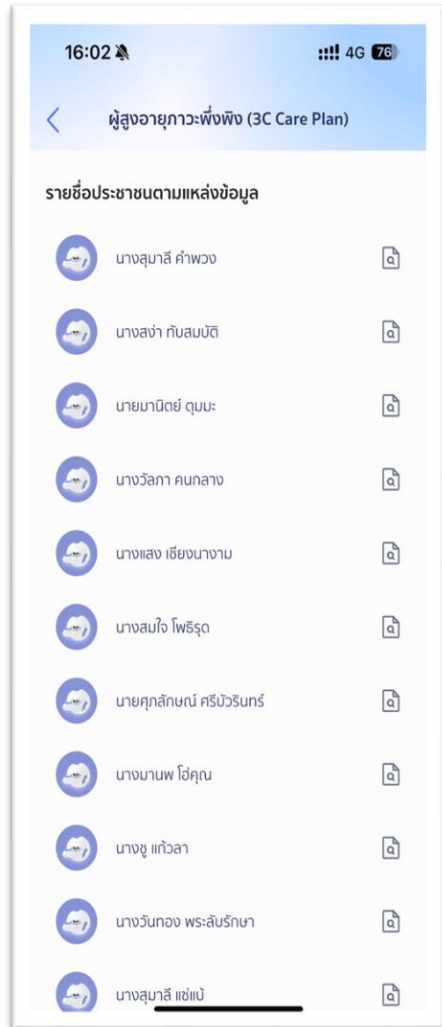 16:02
4G 76
ผู้สูงอายุภาวะพึ่งพิง (3C Care Plan)
รายชื่อประชาชนตามแหล่งข้อมูล
นางสุมาลี คำพวง
นางสง่า ทับสมบัติ
นายมานิตย์ ตุมมะ
นางวัลภา คนกลาง
นางแสง เชียงนางาม
นางสมใจ โพธิรุด
นายศุภลักษณ์ ศรีบัวรินทร์
นางมานพ โฮ่คุณ
นางชู แก้วลา
นางวันทอง พระลับรักษา
นางสุมาลี แซ่แบ้